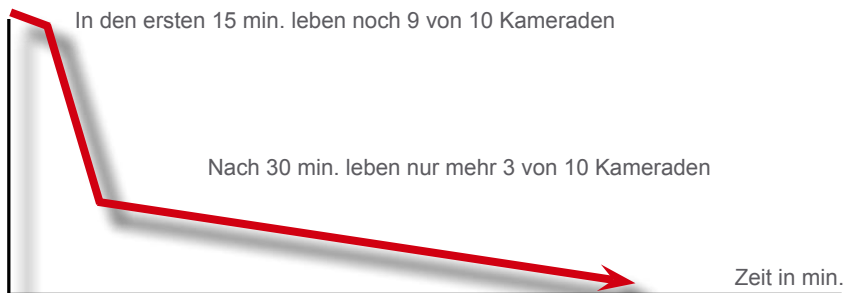 In den ersten 15 min. leben noch 9 von 10 Kameraden
Nach 30 min. leben nur mehr 3 von 10 Kameraden
Zeit in min.